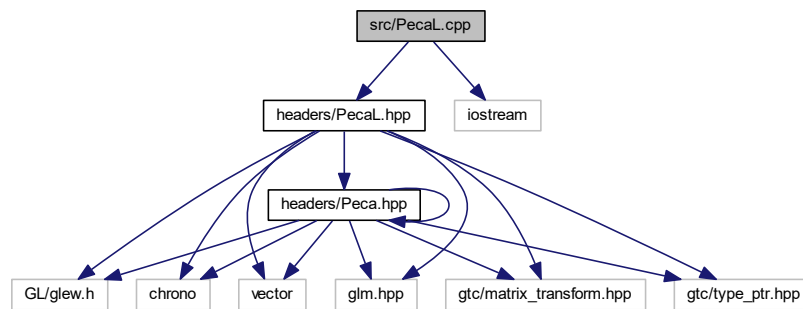 src/PecaL.cpp
headers/PecaL.hpp
iostream
headers/Peca.hpp
GL/glew.h
chrono
vector
glm.hpp
gtc/matrix_transform.hpp
gtc/type_ptr.hpp